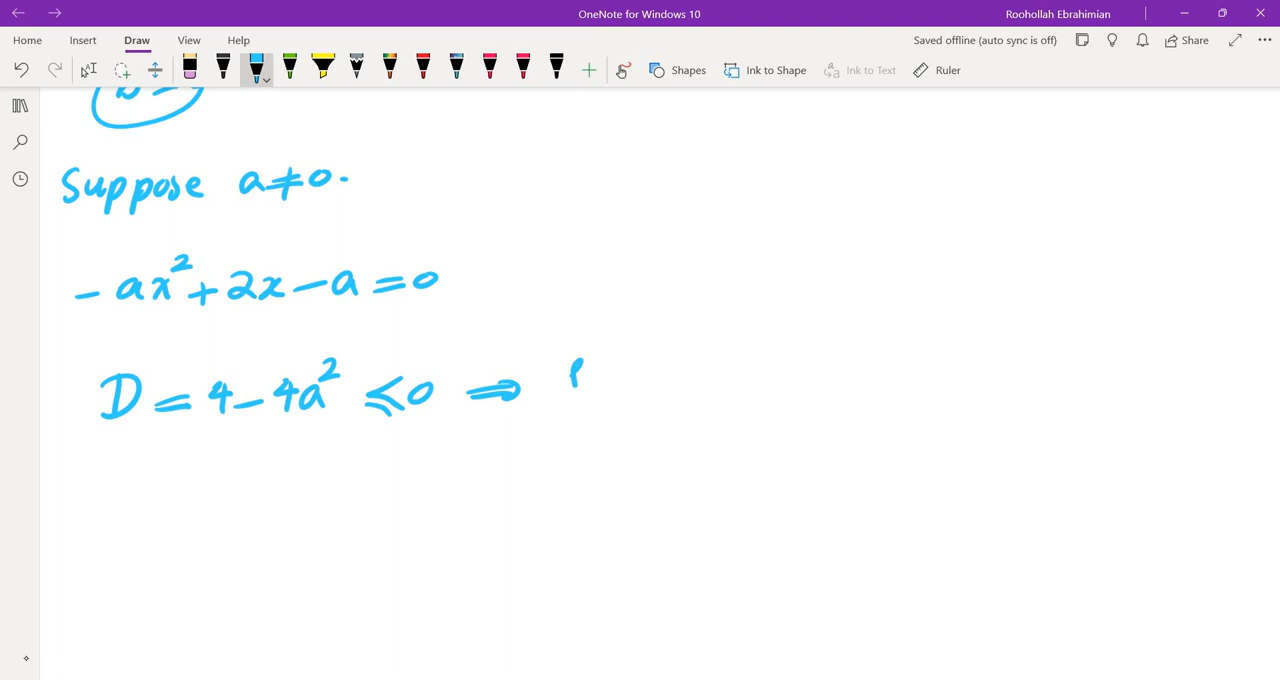 OneNote for Windows 10
Roohollah Ebrahimian
Home Insert Draw View Help
Saved offline (auto sync is off) Share
Shapes Ink to Shape Ink to Text Ruler
Suppose a≠0.
-ax²+2x-a=0
D=4-4a²≤0 ⇒